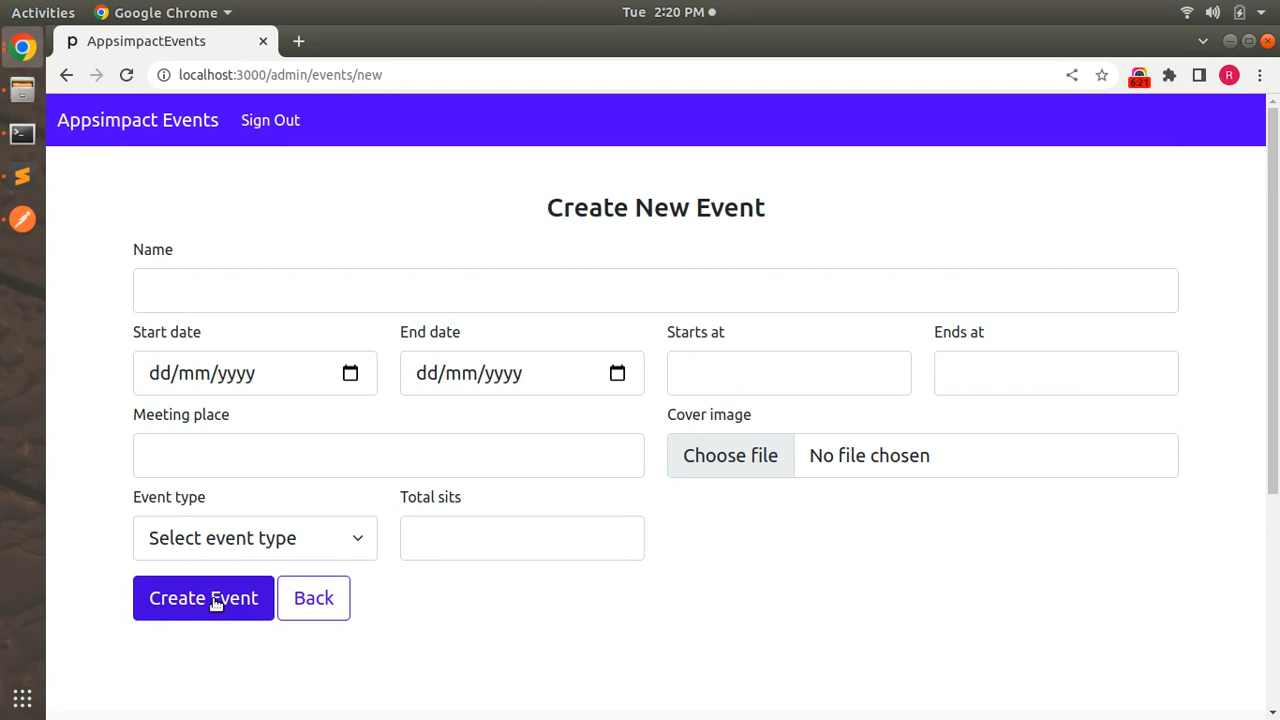 Activities Google Chrome Tue 2:20 PM
p AppsimpactEvents
localhost:3000/admin/events/new R
Appsimpact Events Sign Out
Create New Event
Name
Start date End date Starts at Ends at
dd/mm/yyyy dd/mm/yyyy
Meeting place Cover image
Choose file No file chosen
Event type Total sits
Select event type
Create Event Back